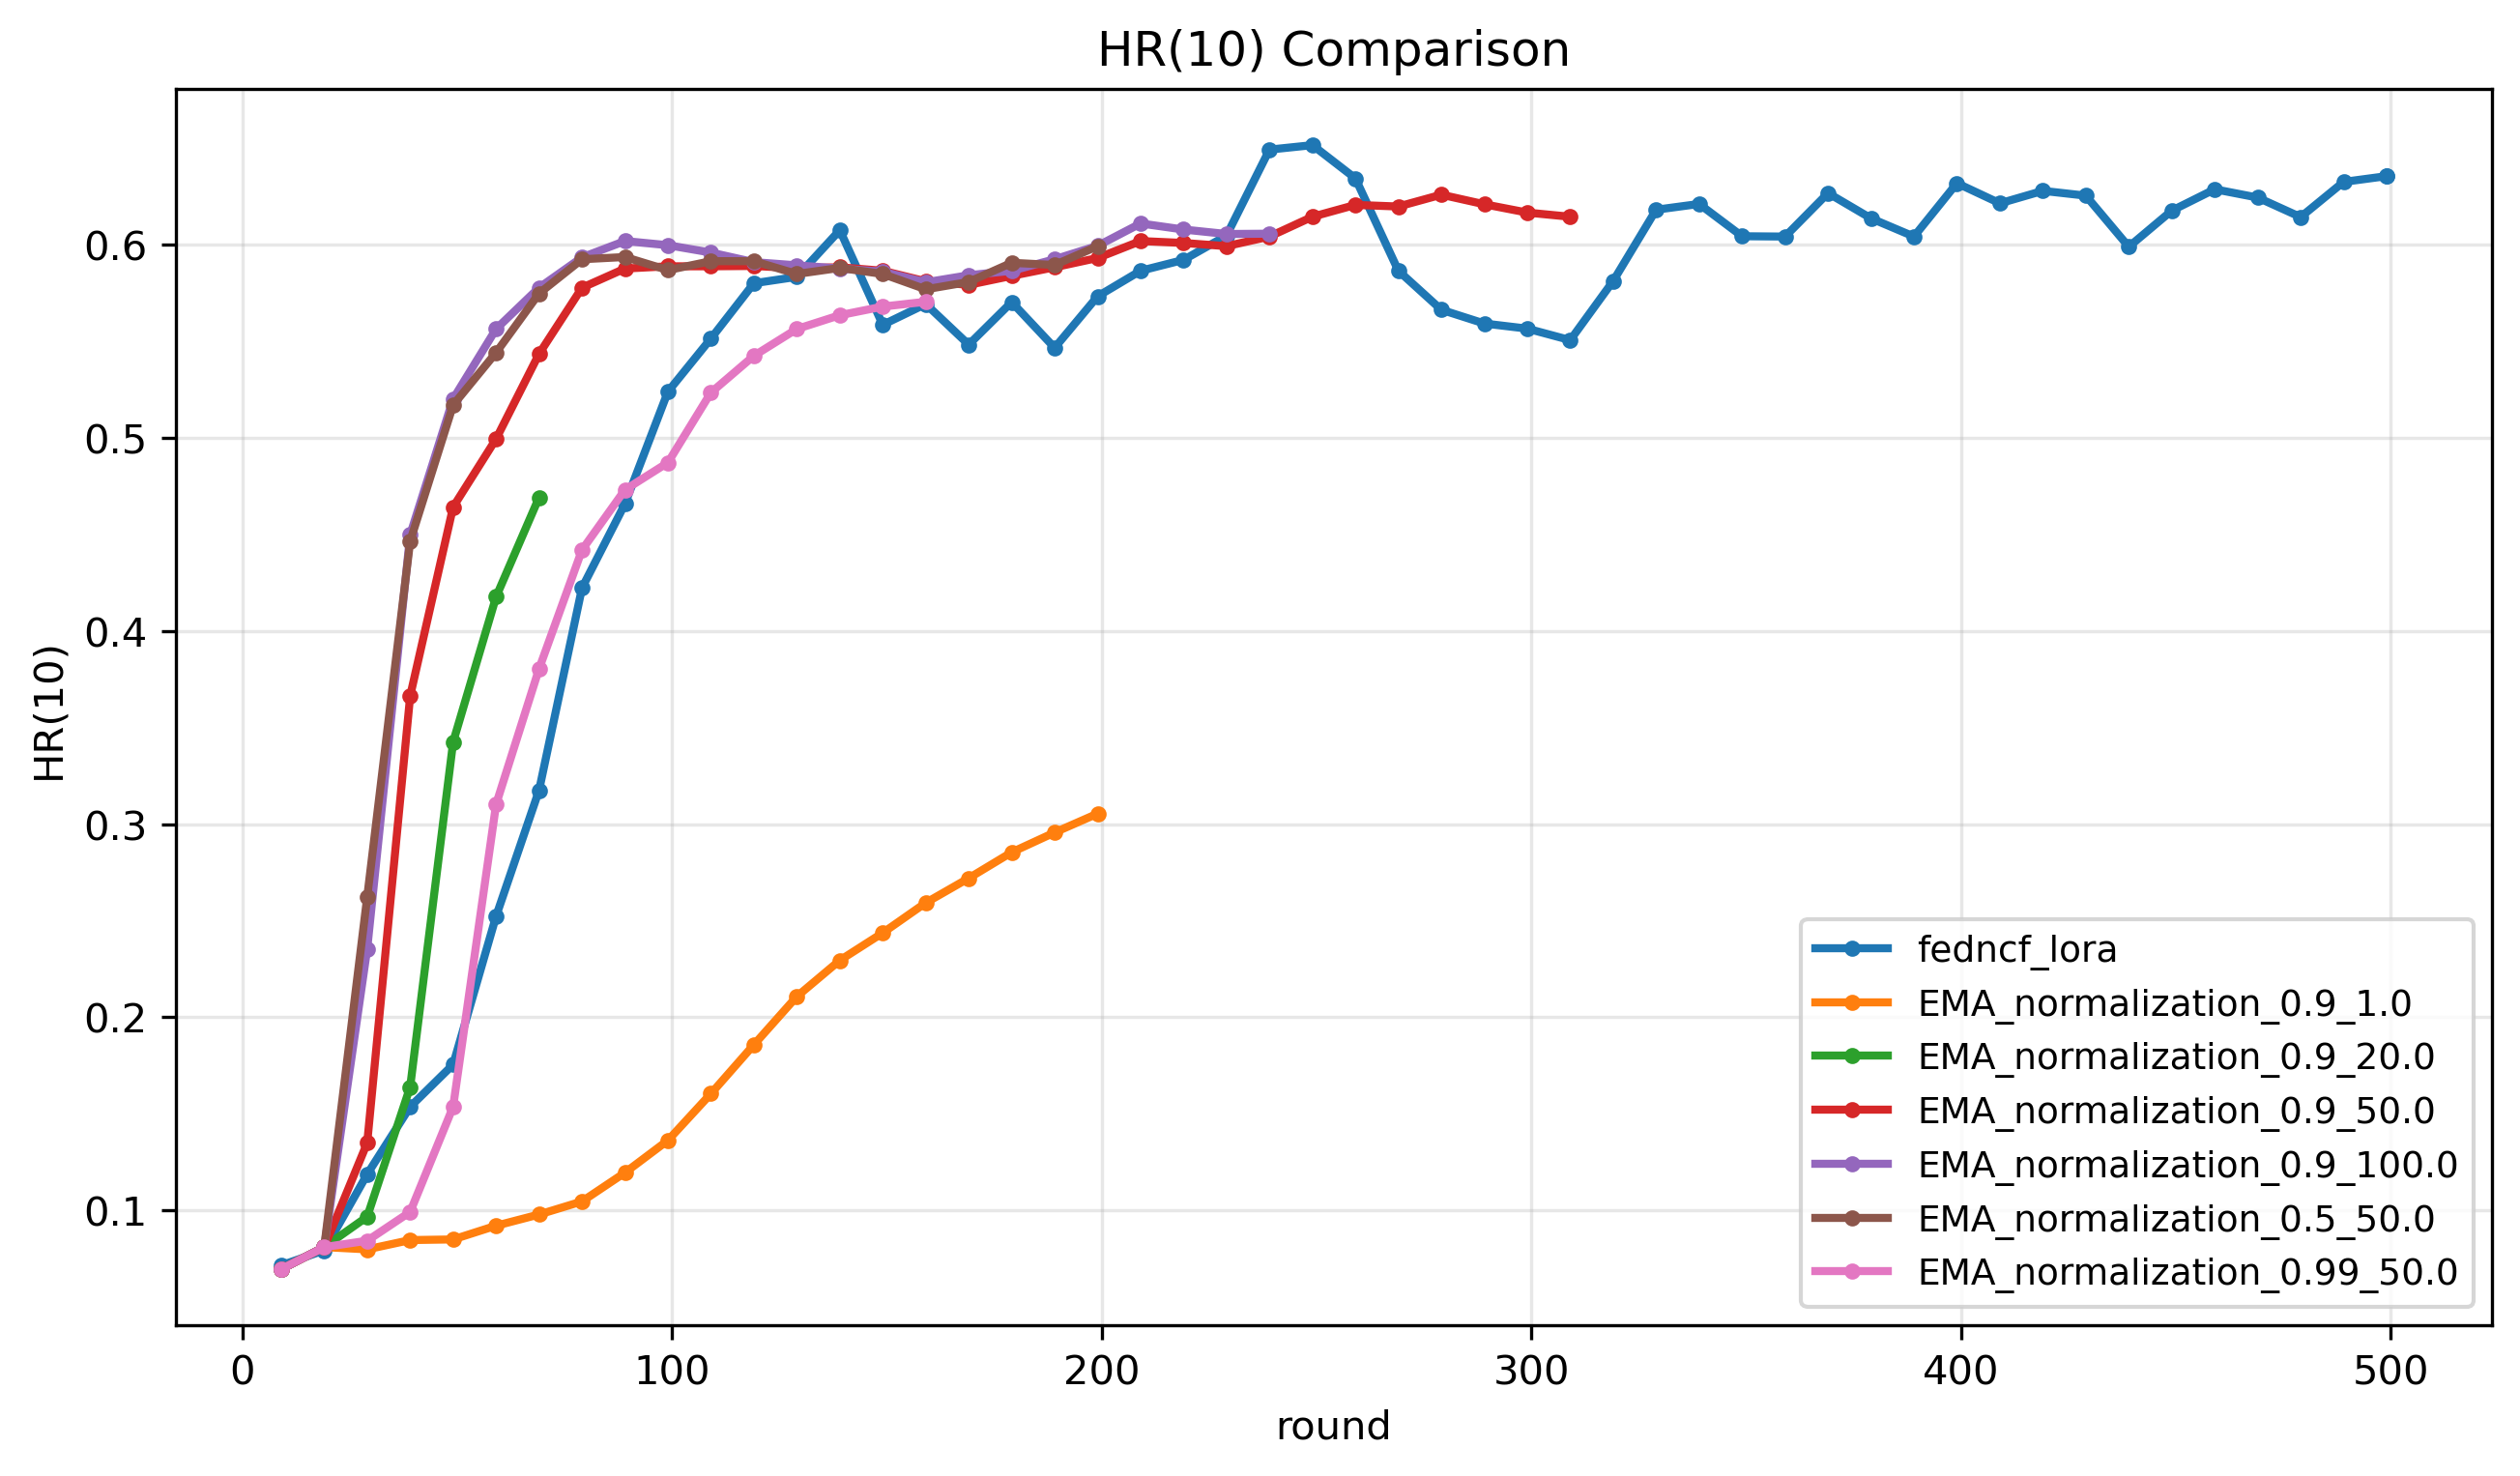 HR(10) Comparison
HR(10)
0.6
0.5
0.4
0.3
0.2
0.1
0 100 200 300 400 500
round
fedncf_lora
EMA_normalization_0.9_1.0
EMA_normalization_0.9_20.0
EMA_normalization_0.9_50.0
EMA_normalization_0.9_100.0
EMA_normalization_0.5_50.0
EMA_normalization_0.99_50.0